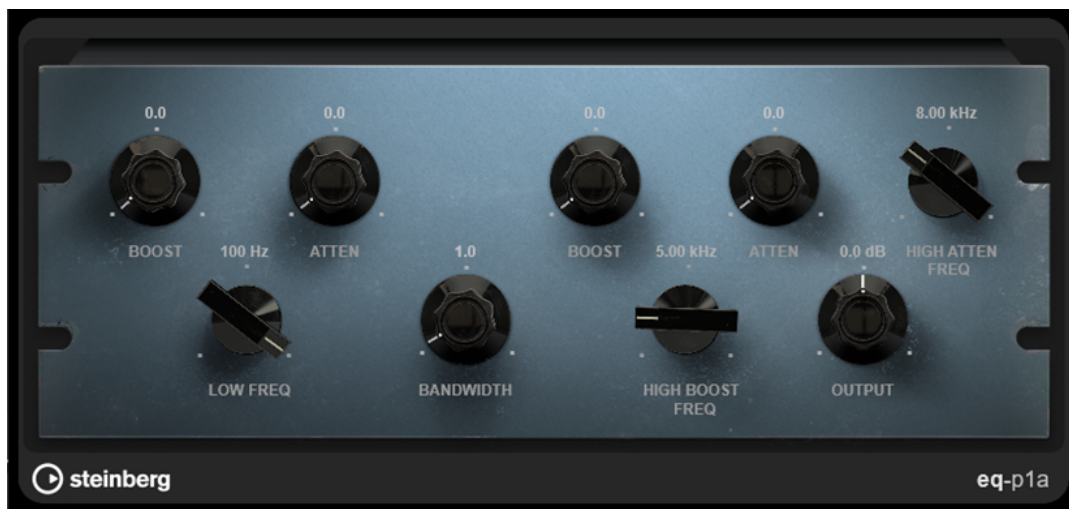 0.0 0.0 0.0 0.0 8.00 kHz
BOOST 100 Hz ATTEN 1.0 BOOST 5.00 kHz ATTEN 0.0 dB HIGH ATTEN
FREQ
LOW FREQ BANDWIDTH HIGH BOOST OUTPUT
FREQ
steinberg eq-p1a